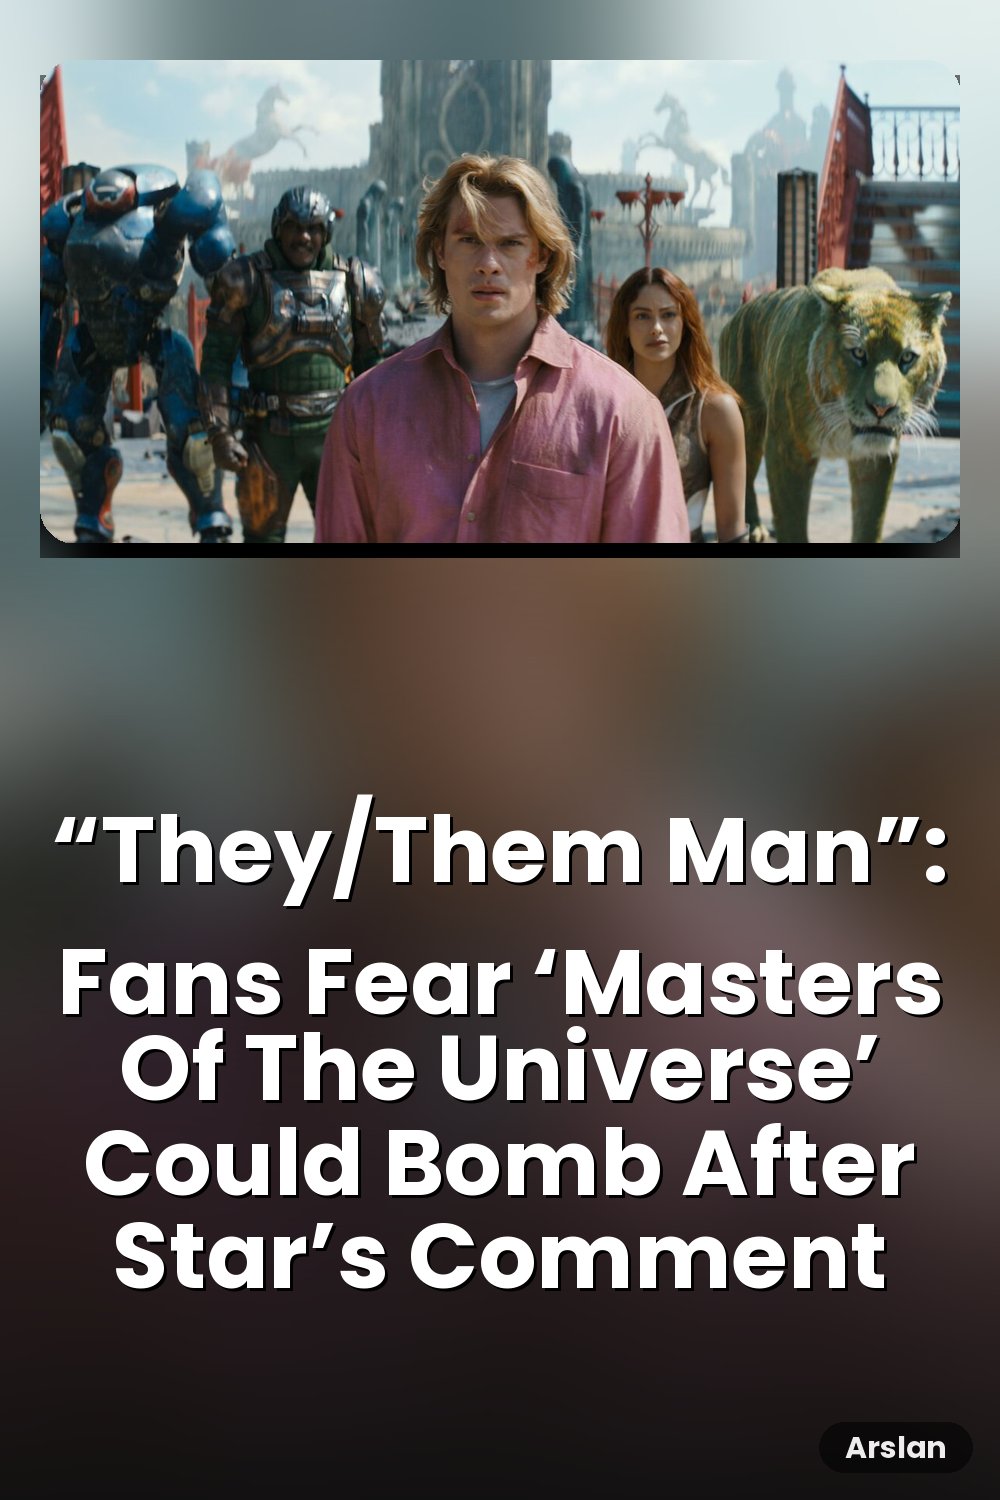 “They/Them Man”:
Fans Fear ‘Masters
Of The Universe’
Could Bomb After
Star’s Comment
Arslan